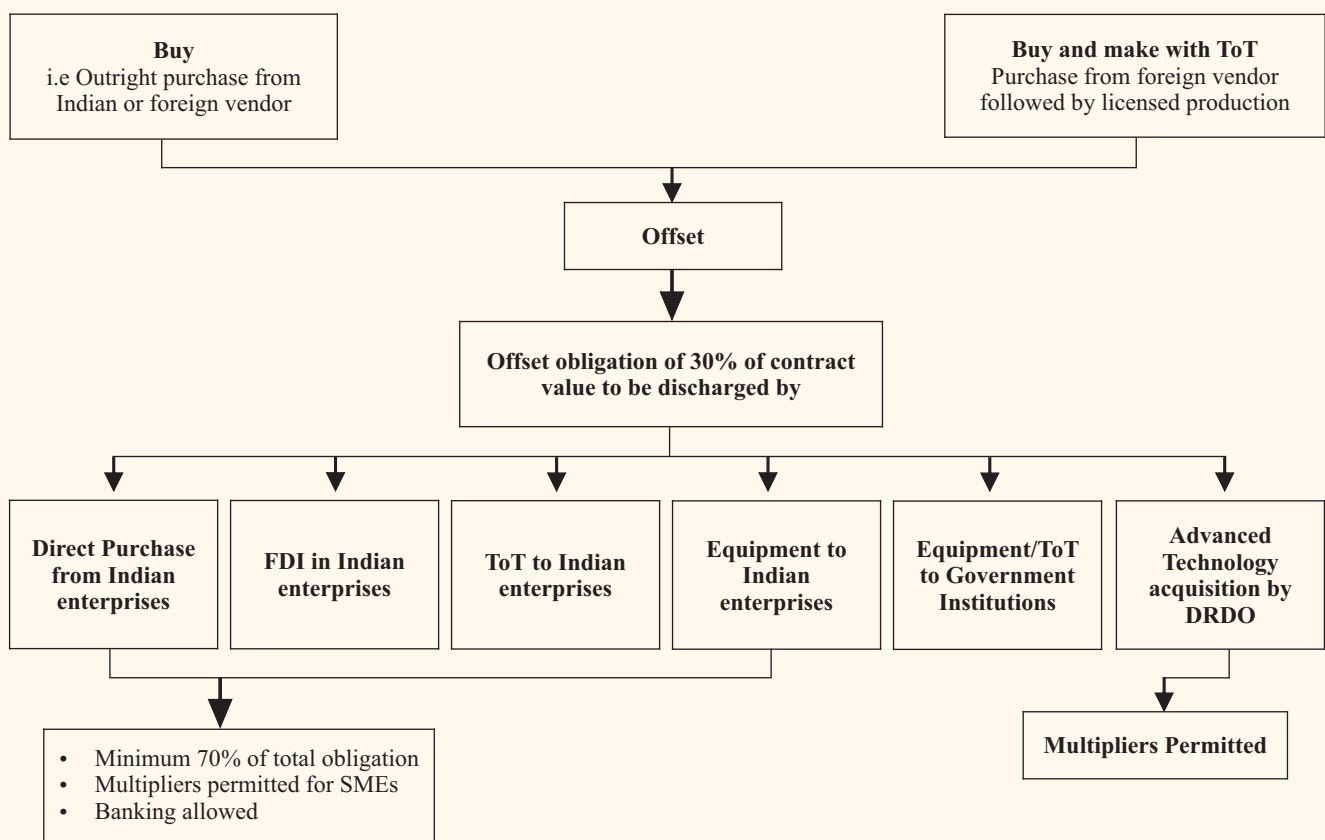 Buy
i.e Outright purchase from
Indian or foreign vendor
Buy and make with ToT
Purchase from foreign vendor
followed by licensed production
Offset
Offset obligation of 30% of contract
value to be discharged by
Direct Purchase
from Indian
enterprises
FDI in Indian
enterprises
ToT to Indian
enterprises
Equipment to
Indian
enterprises
Equipment/ToT
to Government
Institutions
Advanced
Technology
acquisition by
DRDO
• Minimum 70% of total obligation
• Multipliers permitted for SMEs
• Banking allowed
Multipliers Permitted